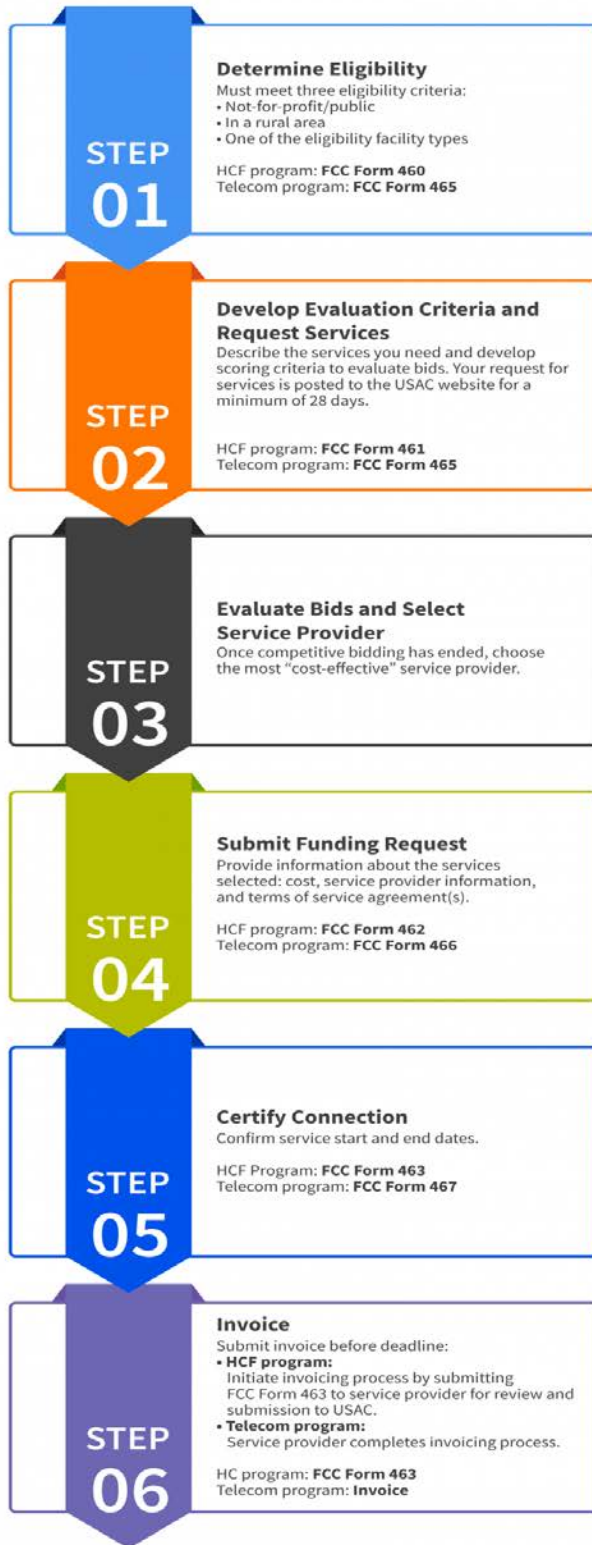 STEP
01
Determine Eligibility
Must meet three eligibility criteria:
• Not-for-profit/public
• In a rural area
• One of the eligibility facility types
HCF program: FCC Form 460
Telecom program: FCC Form 465
STEP
02
Develop Evaluation Criteria and
Request Services
Describe the services you need and develop
scoring criteria to evaluate bids. Your request for
services is posted to the USAC website for a
minimum of 28 days.
HCF program: FCC Form 461
Telecom program: FCC Form 465
STEP
03
Evaluate Bids and Select
Service Provider
Once competitive bidding has ended, choose
the most “cost-effective” service provider.
STEP
04
Submit Funding Request
Provide information about the services
selected: cost, service provider information,
and terms of service agreement(s).
HCF program: FCC Form 462
Telecom program: FCC Form 466
STEP
05
Certify Connection
Confirm service start and end dates.
HCF Program: FCC Form 463
Telecom program: FCC Form 467
STEP
06
Invoice
Submit invoice before deadline:
• HCF program:
Initiate invoicing process by submitting
FCC Form 463 to service provider for review and
submission to USAC.
• Telecom program:
Service provider completes invoicing process.
HC program: FCC Form 463
Telecom program: Invoice